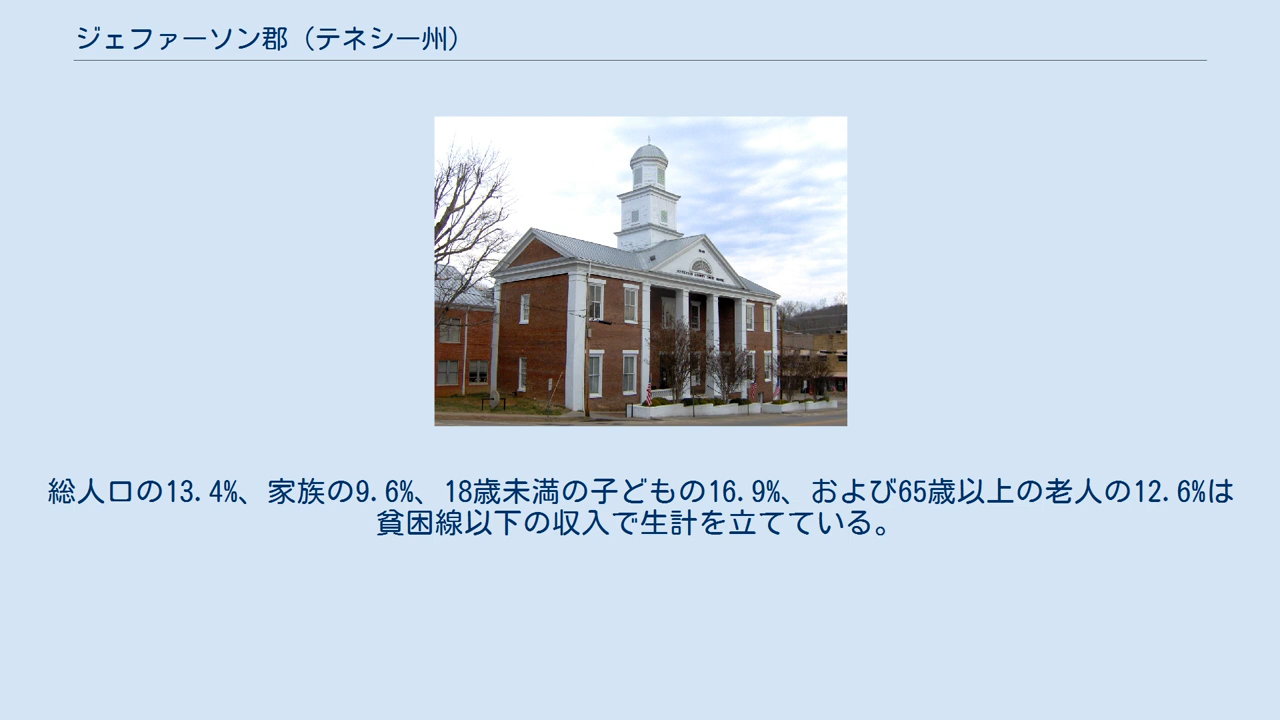 ジェファーソン郡（テネシー州）
総人口の13.4%、家族の9.6%、18歳未満の子どもの16.9%、および65歳以上の老人の12.6%は
貧困線以下の収入で生計を立てている。